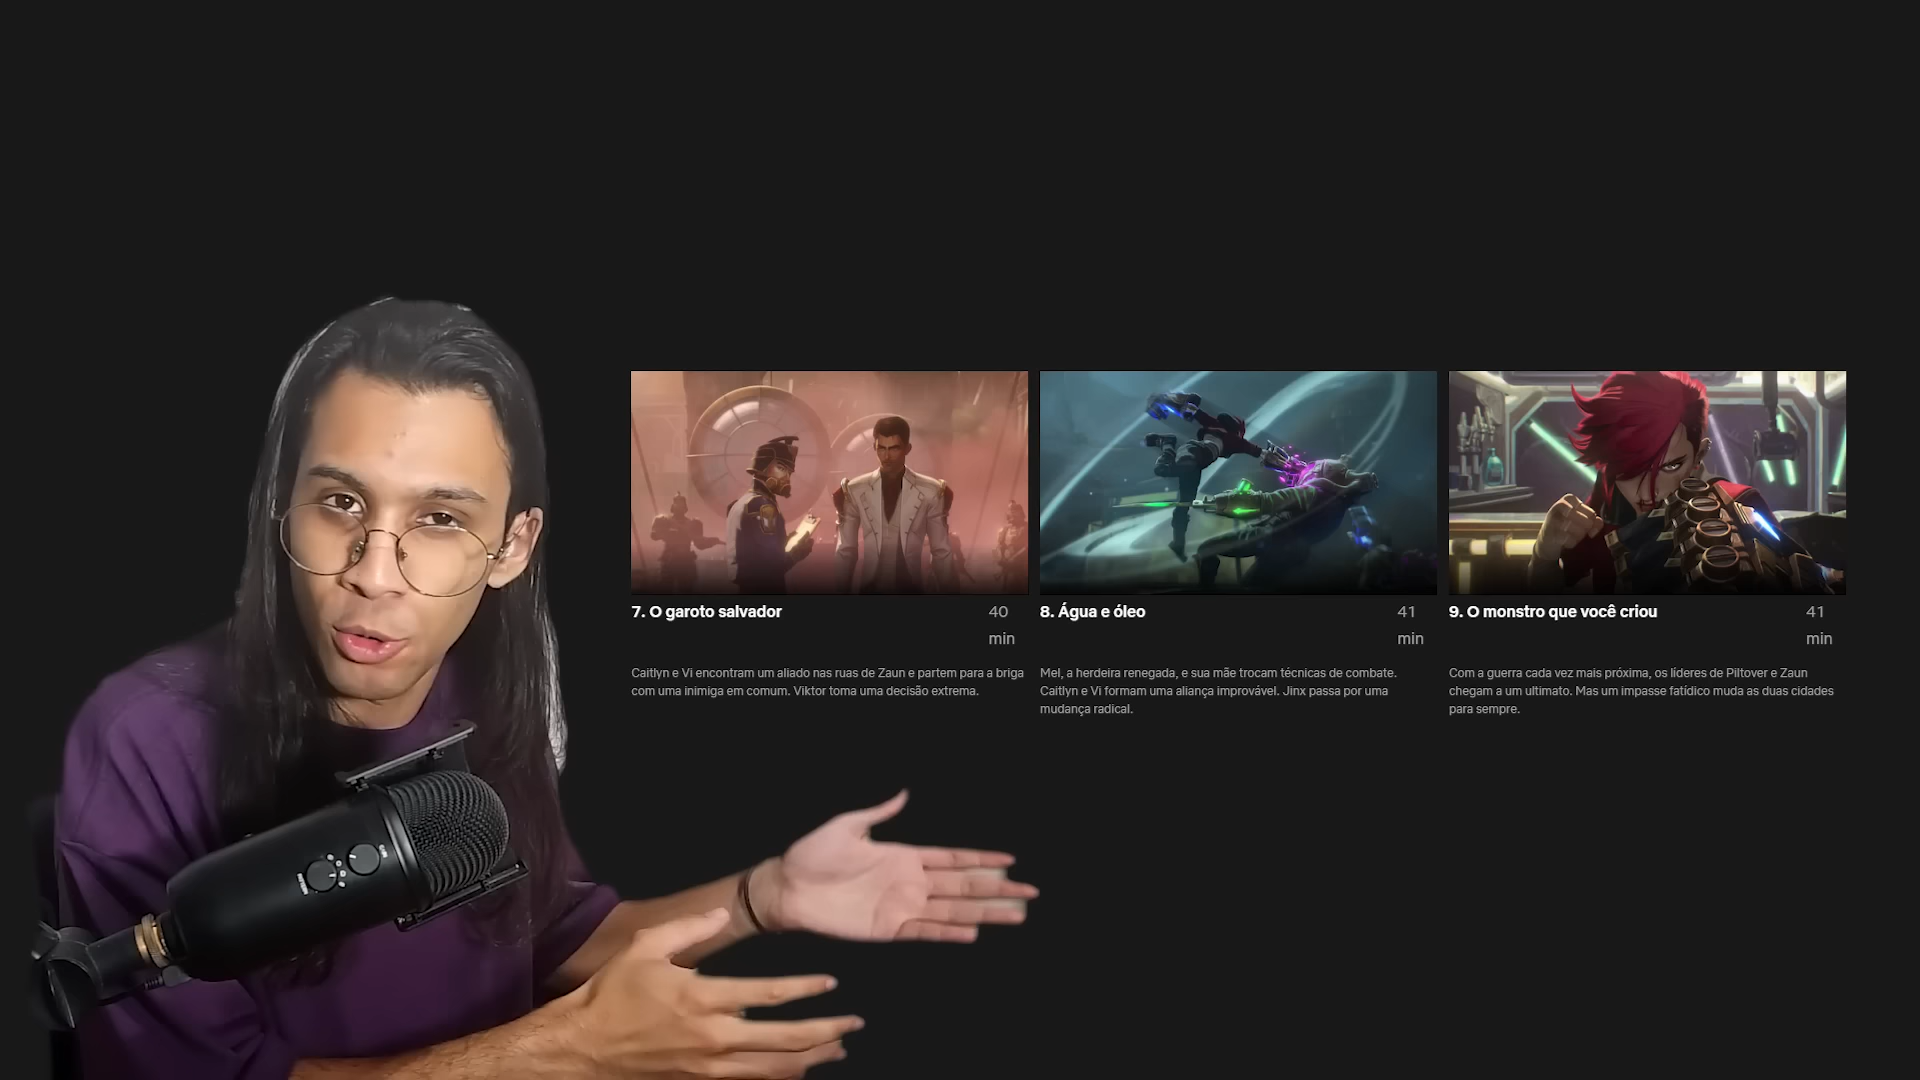 7. O garoto salvador
40
min
Caitlyn e Vi encontram um aliado nas ruas de Zaun e partem para a briga
com uma inimiga em comum. Viktor toma uma decisão extrema.
8. Água e óleo
41
min
Mel, a herdeira renegada, e sua mãe trocam técnicas de combate.
Caitlyn e Vi formam uma aliança improvável. Jinx passa por uma
mudança radical.
9. O monstro que você criou
41
min
Com a guerra cada vez mais próxima, os líderes de Piltover e Zaun
chegam a um ultimato. Mas um impasse fatídico muda as duas cidades
para sempre.